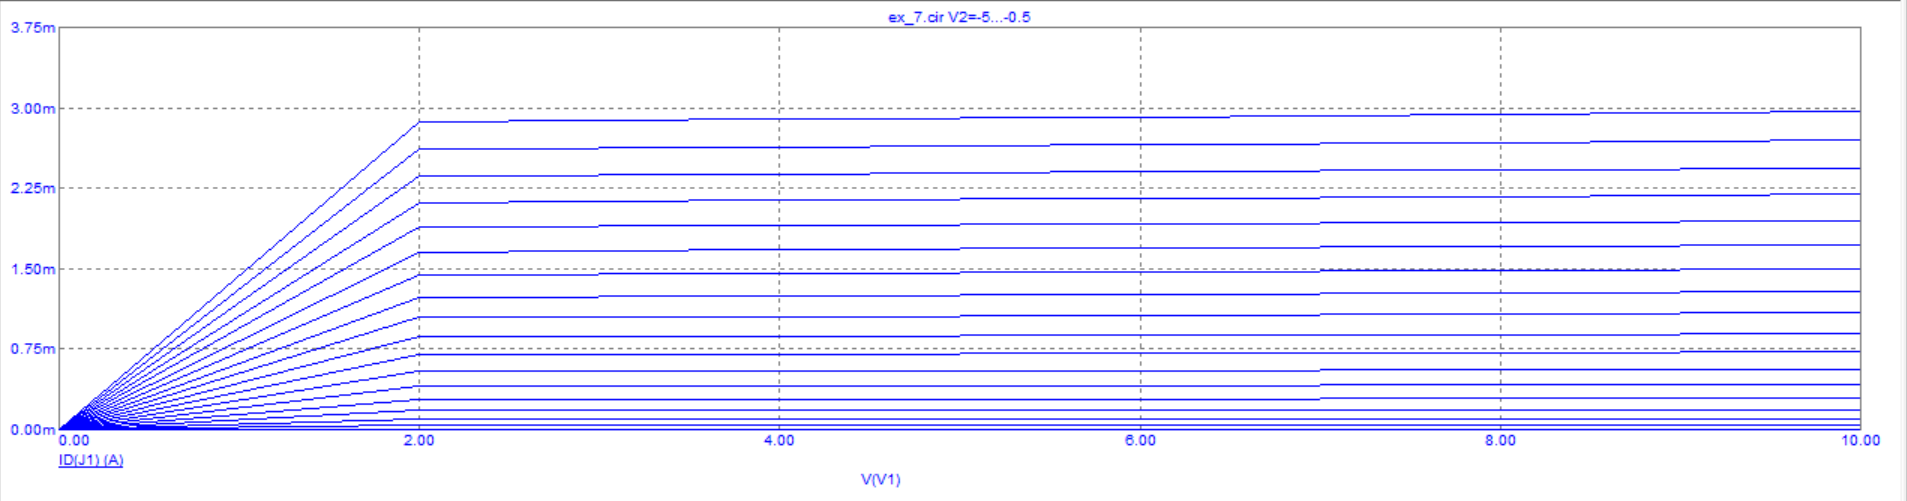 ex_7.cir V2=-5...-0.5
3.75m
3.00m
2.25m
1.50m
0.75m
0.00m
0.00 2.00 4.00 6.00 8.00 10.00
ID(J1) (A)
V(V1)